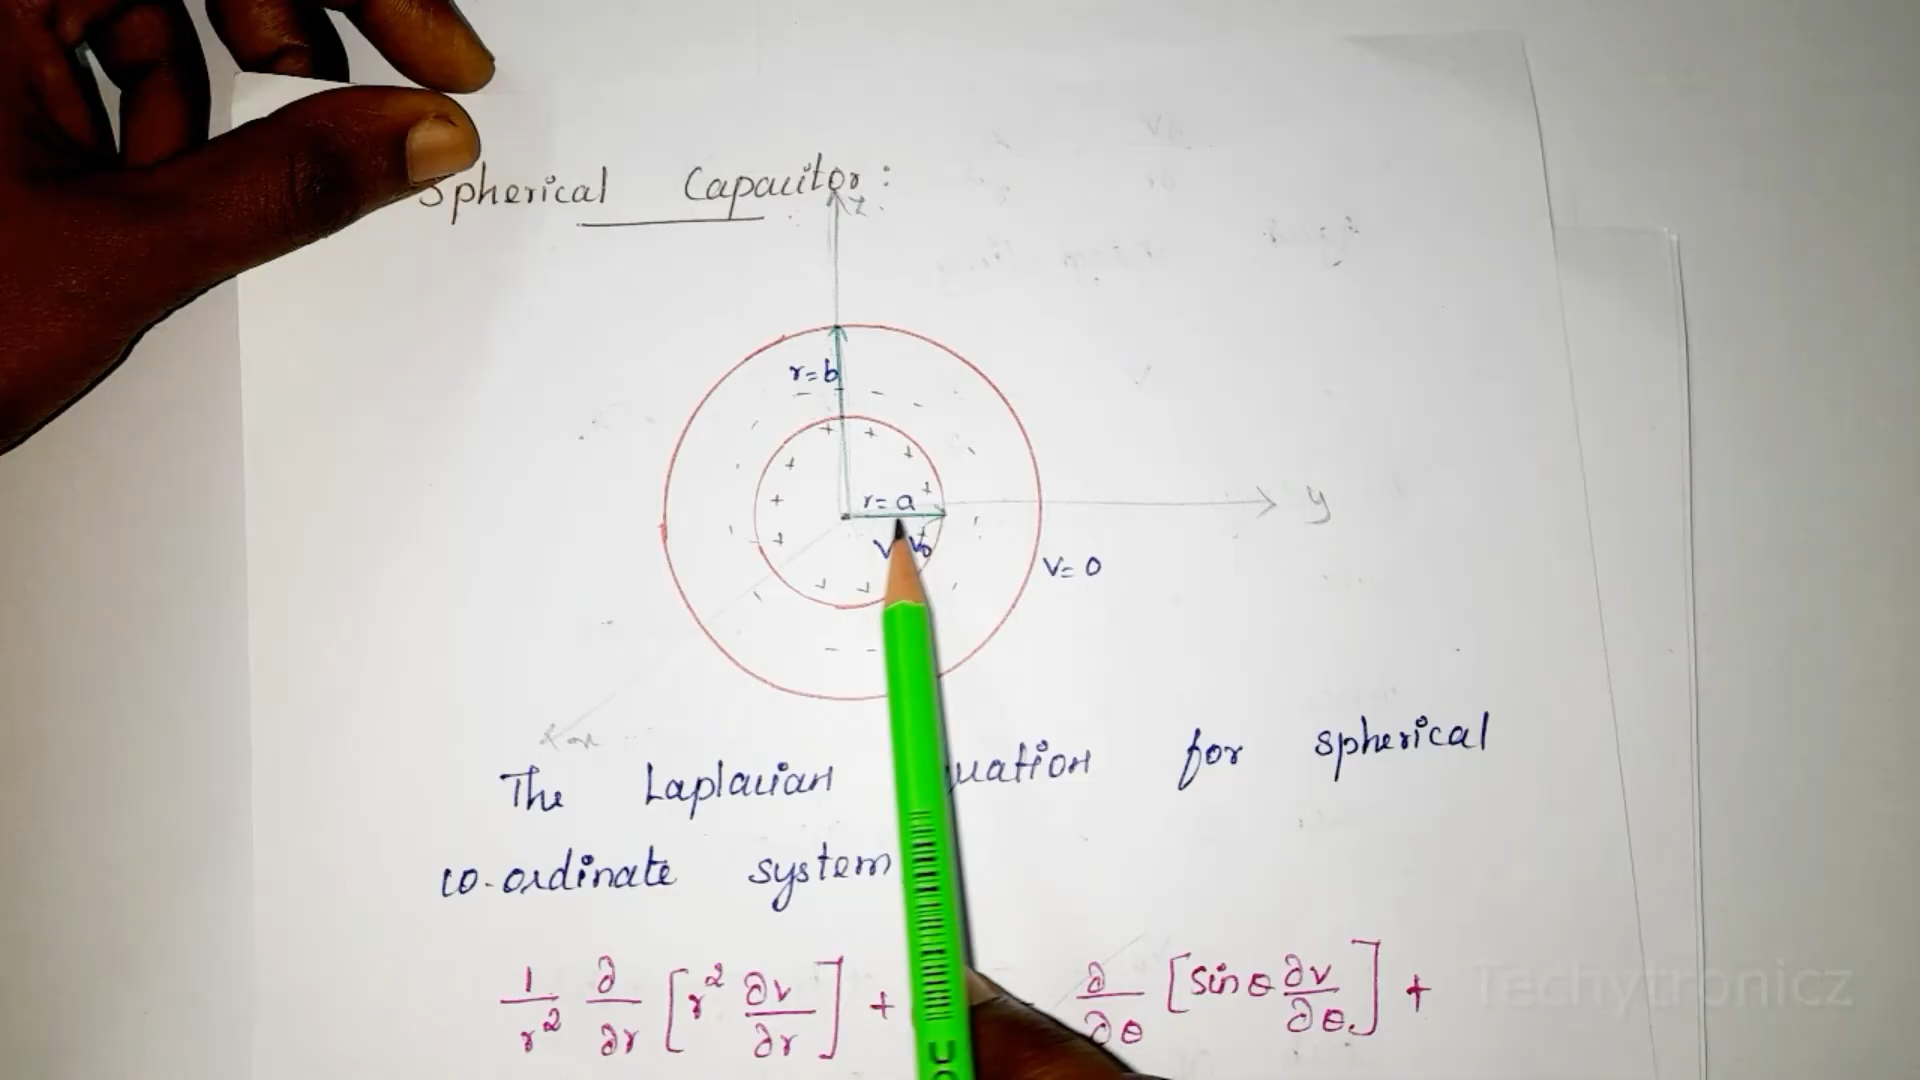 Spherical Capacitor:
z
r=b
r=a
V V0
V=0
y
The Laplacian uation for spherical
co-ordinate system
1/r² ∂/∂r [r² ∂v/∂r] + ∂/∂θ [sinθ ∂v/∂θ] +
Techytronicz